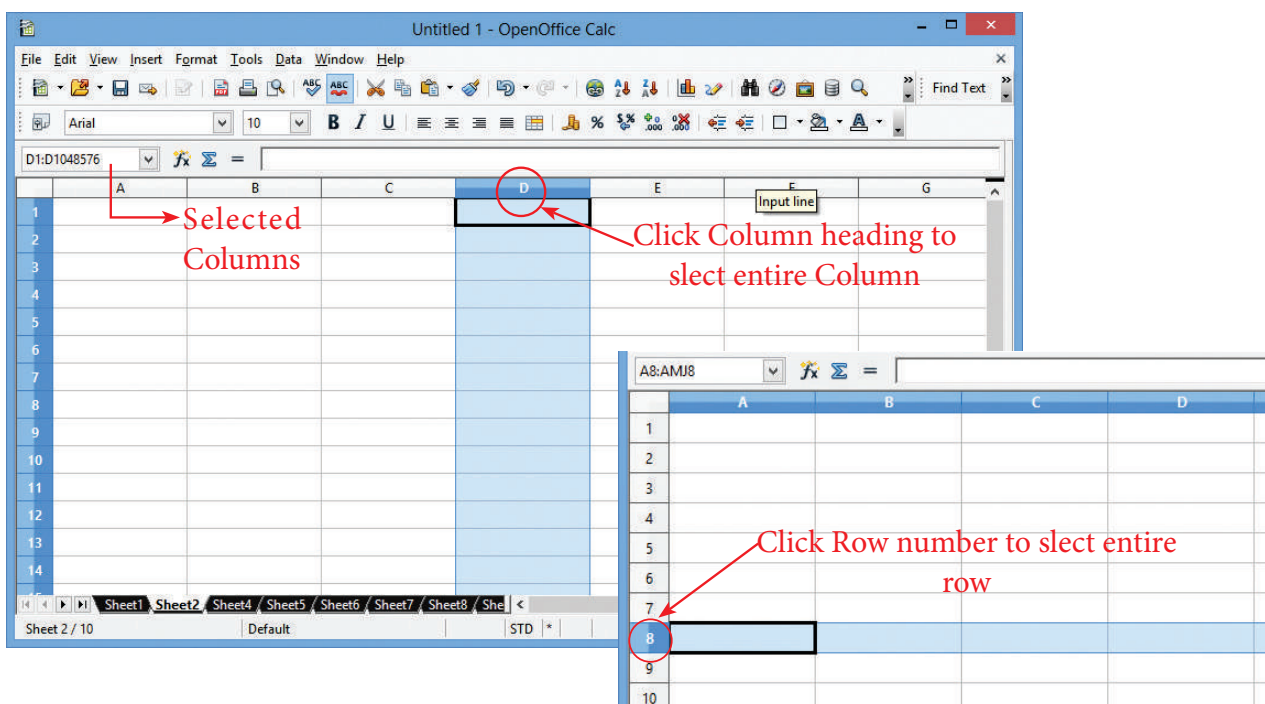 Untitled 1 - OpenOffice Calc
File Edit View Insert Format Tools Data Window Help
ABC ABC Find Text
Arial 10 B I U
D1:D1048576
A B C D E F G
Input line
1
2
3
4
5
6
7
8
9
10
11
12
13
14
Selected
Columns
Click Column heading to
slect entire Column
Sheet1 Sheet2 Sheet4 Sheet5 Sheet6 Sheet7 Sheet8 She
Sheet 2 / 10 Default STD *
A8:AMJ8
A B C D
1
2
3
4
5
6
7
8
9
10
Click Row number to slect entire
row